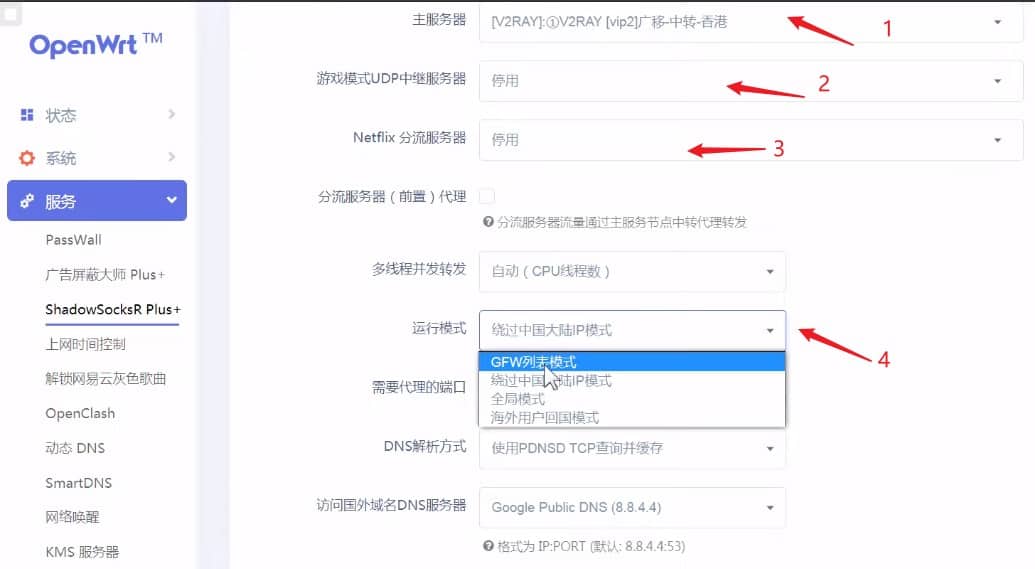 主服务器
[V2RAY]:①V2RAY [vip2]广移-中转-香港
1
OpenWrt ™
游戏模式UDP中继服务器
停用
2
状态
Netflix 分流服务器
停用
3
系统
服务
分流服务器（前置）代理
分流服务器流量通过主服务节点中转代理转发
PassWall
广告屏蔽大师 Plus+
多线程并发转发
自动（CPU线程数）
ShadowSocksR Plus+
运行模式
绕过中国大陆IP模式
4
上网时间控制
GFW列表模式
解锁网易云灰色歌曲
需要代理的端口
绕过中国大陆IP模式
全局模式
海外用户回国模式
OpenClash
动态 DNS
DNS解析方式
使用PDNSD TCP查询并缓存
SmartDNS
网络唤醒
访问国外域名DNS服务器
Google Public DNS (8.8.4.4)
KMS 服务器
格式为 IP:PORT (默认: 8.8.4.4:53)